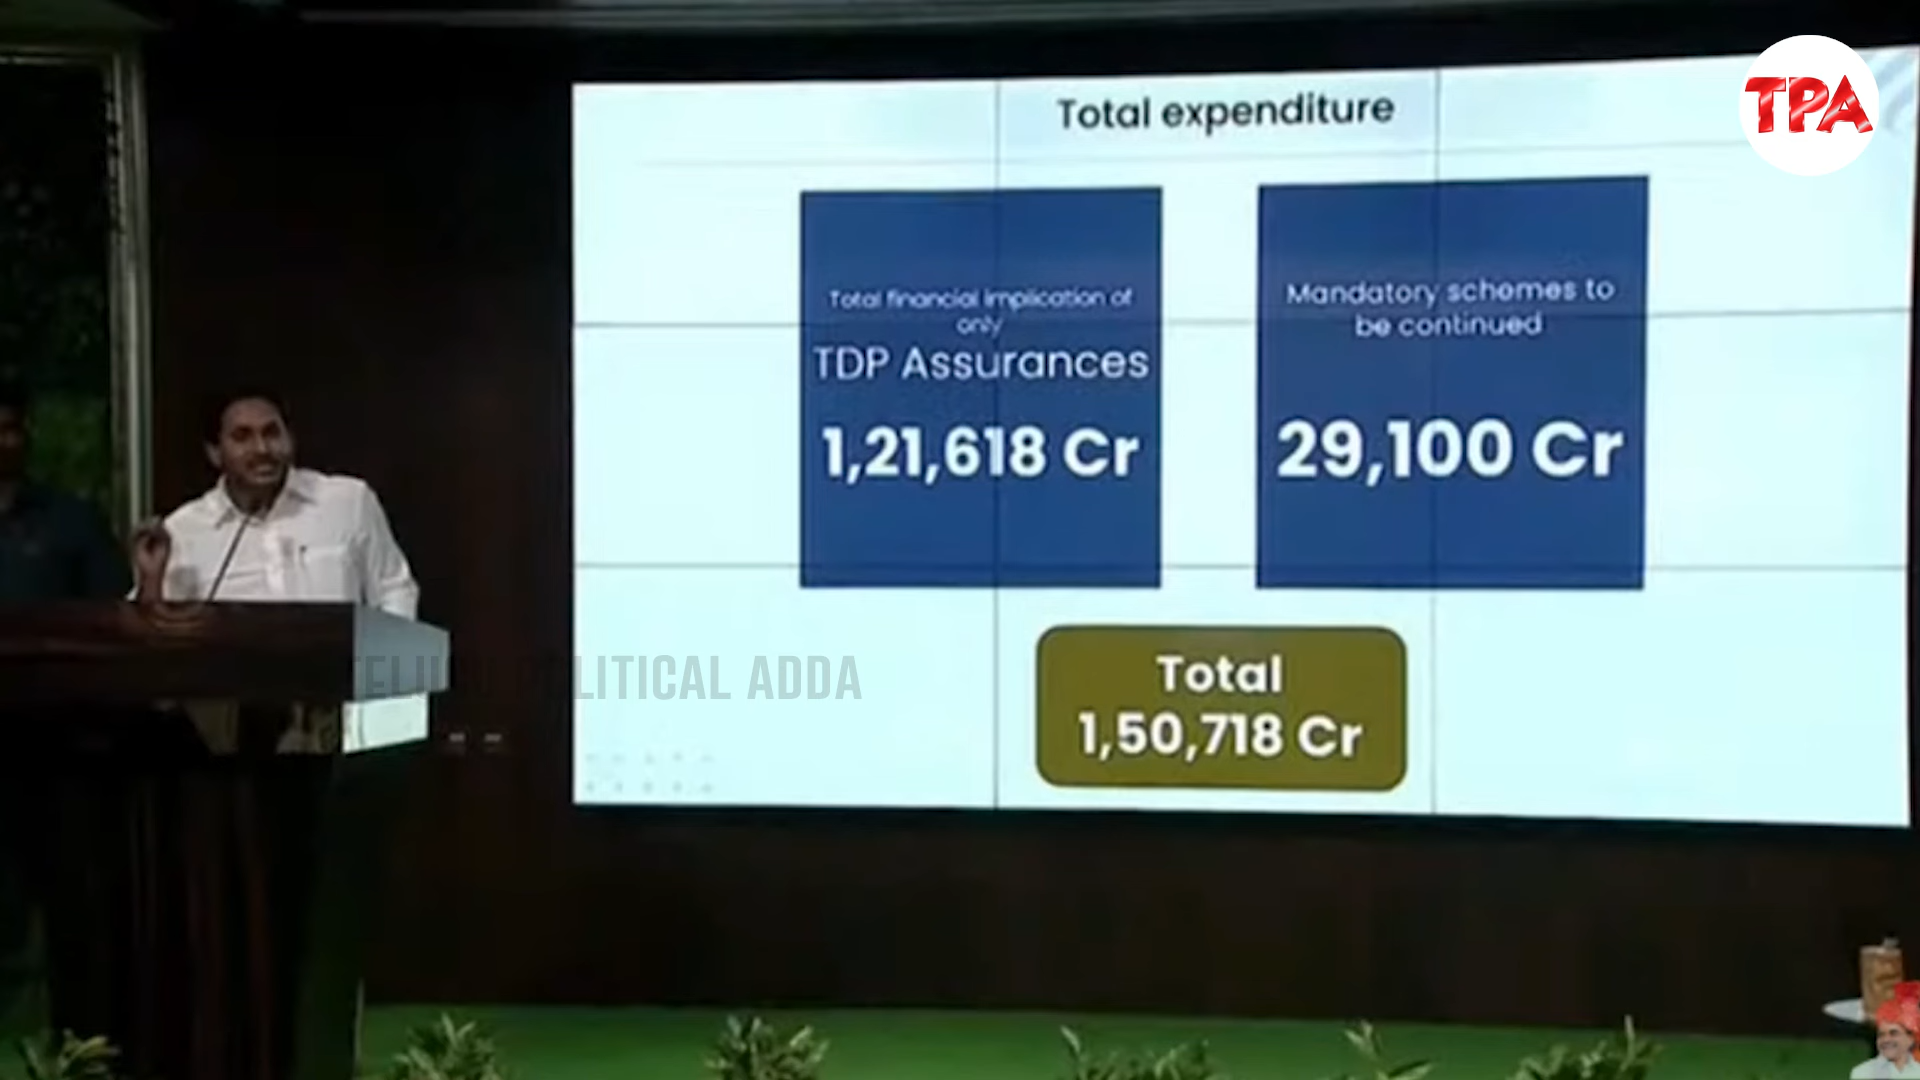 TPA
Total expenditure
Total financial implication of
only
TDP Assurances
1,21,618 Cr
Mandatory schemes to
be continued
29,100 Cr
Total
1,50,718 Cr
POLITICAL ADDA